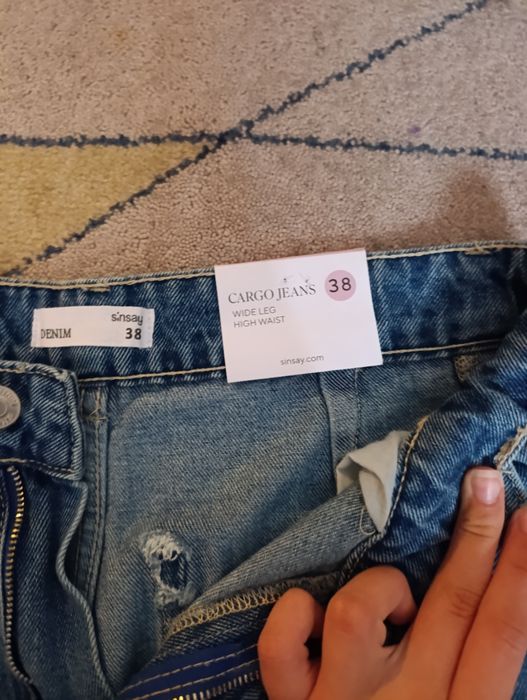 sinsay
DENIM 38
CARGO JEANS 38
WIDE LEG
HIGH WAIST
sinsay.com